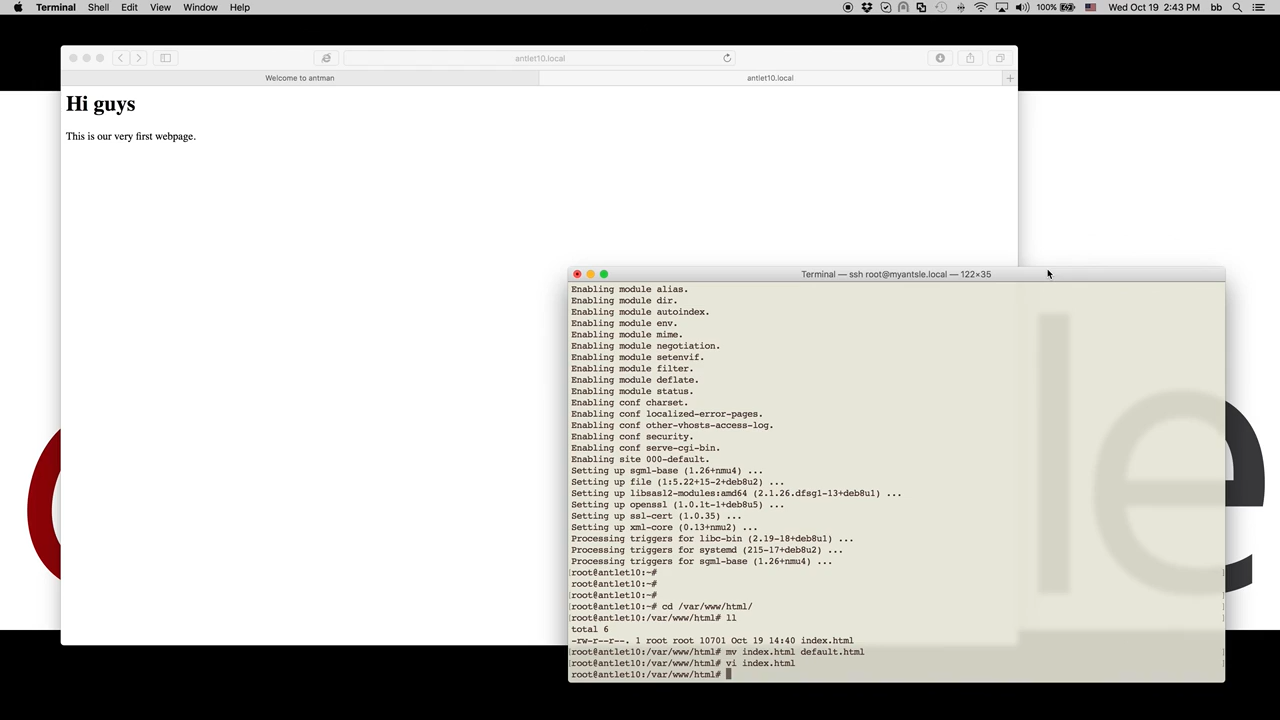 Terminal Shell Edit View Window Help 100% Wed Oct 19 2:43 PM bb
antlet10.local
Welcome to antman antlet10.local
Hi guys
This is our very first webpage.
Terminal — ssh root@myantsle.local — 122×35
Enabling module alias.
Enabling module dir.
Enabling module autoindex.
Enabling module env.
Enabling module mime.
Enabling module negotiation.
Enabling module setenvif.
Enabling module filter.
Enabling module deflate.
Enabling module status.
Enabling conf charset.
Enabling conf localized-error-pages.
Enabling conf other-vhosts-access-log.
Enabling conf security.
Enabling conf serve-cgi-bin.
Enabling site 000-default.
Setting up sgml-base (1.26+nmu4) ...
Setting up file (1:5.22+15-2+deb8u2) ...
Setting up libsasl2-modules:amd64 (2.1.26.dfsg1-13+deb8u1) ...
Setting up openssl (1.0.1t-1+deb8u5) ...
Setting up ssl-cert (1.0.35) ...
Setting up xml-core (0.13+nmu2) ...
Processing triggers for libc-bin (2.19-18+deb8u1) ...
Processing triggers for systemd (215-17+deb8u2) ...
Processing triggers for sgml-base (1.26+nmu4) ...
root@antlet10:~#
root@antlet10:~#
root@antlet10:~#
root@antlet10:~# cd /var/www/html/
root@antlet10:/var/www/html# ll
total 6
-rw-r--r--. 1 root root 10701 Oct 19 14:40 index.html
root@antlet10:/var/www/html# mv index.html default.html
root@antlet10:/var/www/html# vi index.html
root@antlet10:/var/www/html#
le